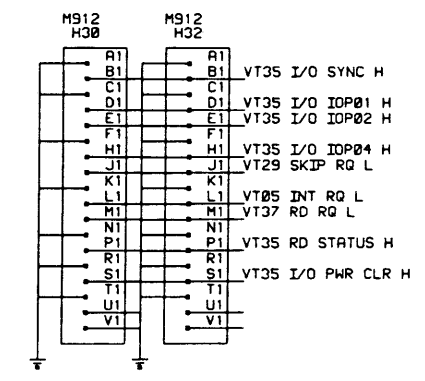 M912 M912
H30 H32
A1 A1
B1 B1 VT35 I/O SYNC H
C1 C1
D1 D1 VT35 I/O IOP01 H
E1 E1 VT35 I/O IOP02 H
F1 F1
H1 H1 VT35 I/O IOP04 H
J1 J1 VT29 SKIP RQ L
K1 K1
L1 L1 VT05 INT RQ L
M1 M1 VT37 RD RQ L
N1 N1
P1 P1 VT35 RD STATUS H
R1 R1
S1 S1 VT35 I/O PWR CLR H
T1 T1
U1 U1
V1 V1